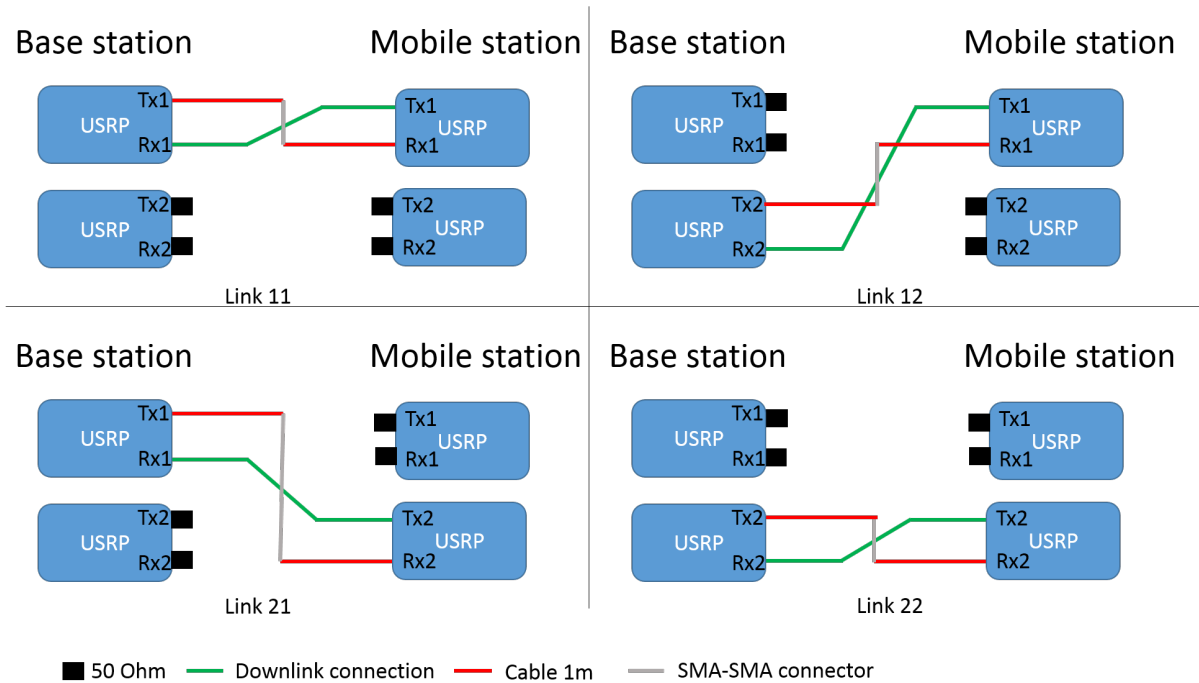 Base station
Mobile station
Tx1
USRP
Rx1
Tx1
USRP
Rx1
Tx2
USRP
Rx2
Tx2
USRP
Rx2
Link 11
Base station
Mobile station
Tx1
USRP
Rx1
Tx1
USRP
Rx1
Tx2
USRP
Rx2
Tx2
USRP
Rx2
Link 12
Base station
Mobile station
Tx1
USRP
Rx1
Tx1
USRP
Rx1
Tx2
USRP
Rx2
Tx2
USRP
Rx2
Link 21
Base station
Mobile station
Tx1
USRP
Rx1
Tx1
USRP
Rx1
Tx2
USRP
Rx2
Tx2
USRP
Rx2
Link 22
50 Ohm
Downlink connection
Cable 1m
SMA-SMA connector